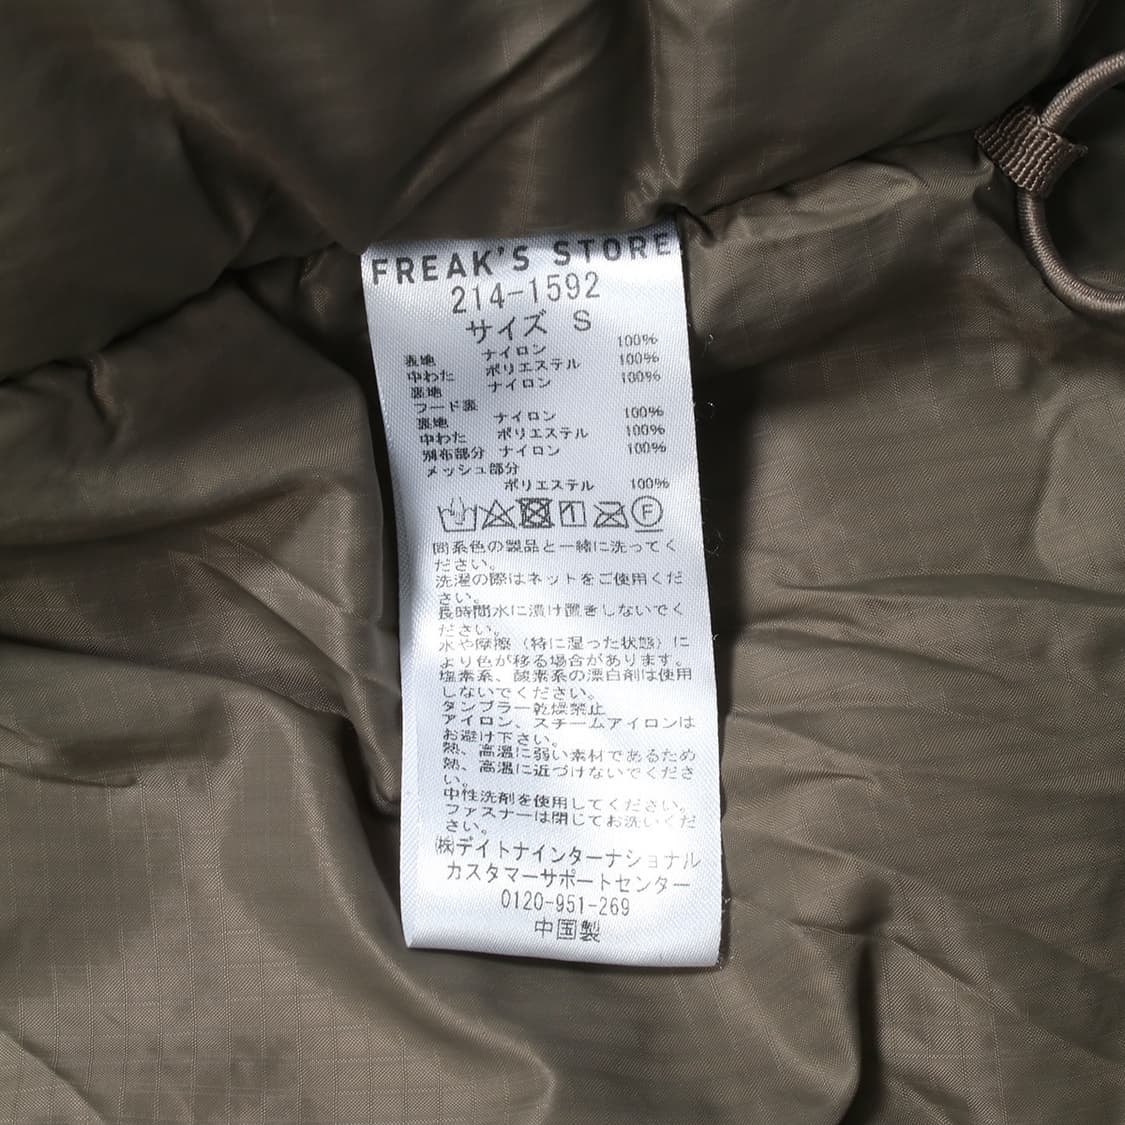 FREAK'S STORE
214-1592
サイズ S
表地 ナイロン 100%
中わた ポリエステル 100%
裏地 ナイロン 100%
フード裏
裏地 ナイロン 100%
中わた ポリエステル 100%
別布部分 ナイロン 100%
メッシュ部分
ポリエステル 100%
F
同系色の製品と一緒に洗ってく
ださい。
洗濯の際はネットをご使用くだ
さい。
長時間水に漬け置きしないでく
ださい。
水や摩擦（特に湿った状態）に
より色が移る場合があります。
塩素系、酸素系の漂白剤は使用
しないでください。
タンブラー乾燥禁止
アイロン、スチームアイロンは
お避け下さい。
熱、高温に弱い素材であるため
熱、高温に近づけないでくださ
い。
中性洗剤を使用してください。
ファスナーは閉じてお洗いくだ
さい。
㈱デイトナインターナショナル
カスタマーサポートセンター
0120-951-269
中国製